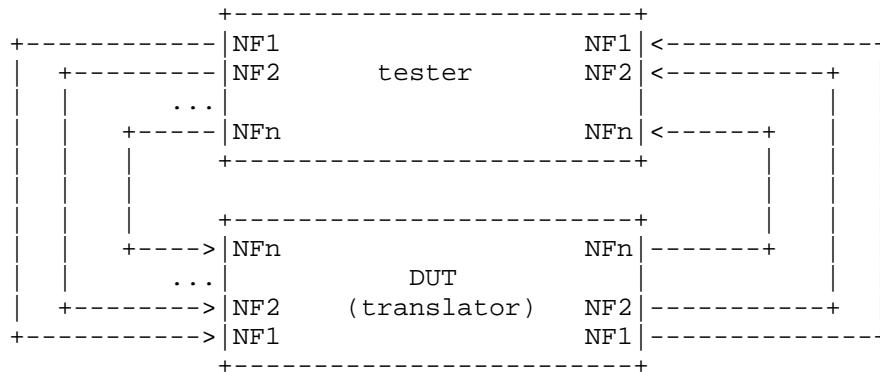 NF1 NF1
NF2 tester NF2
...
NFn NFn
NFn NFn
... DUT
NF2 (translator) NF2
NF1 NF1